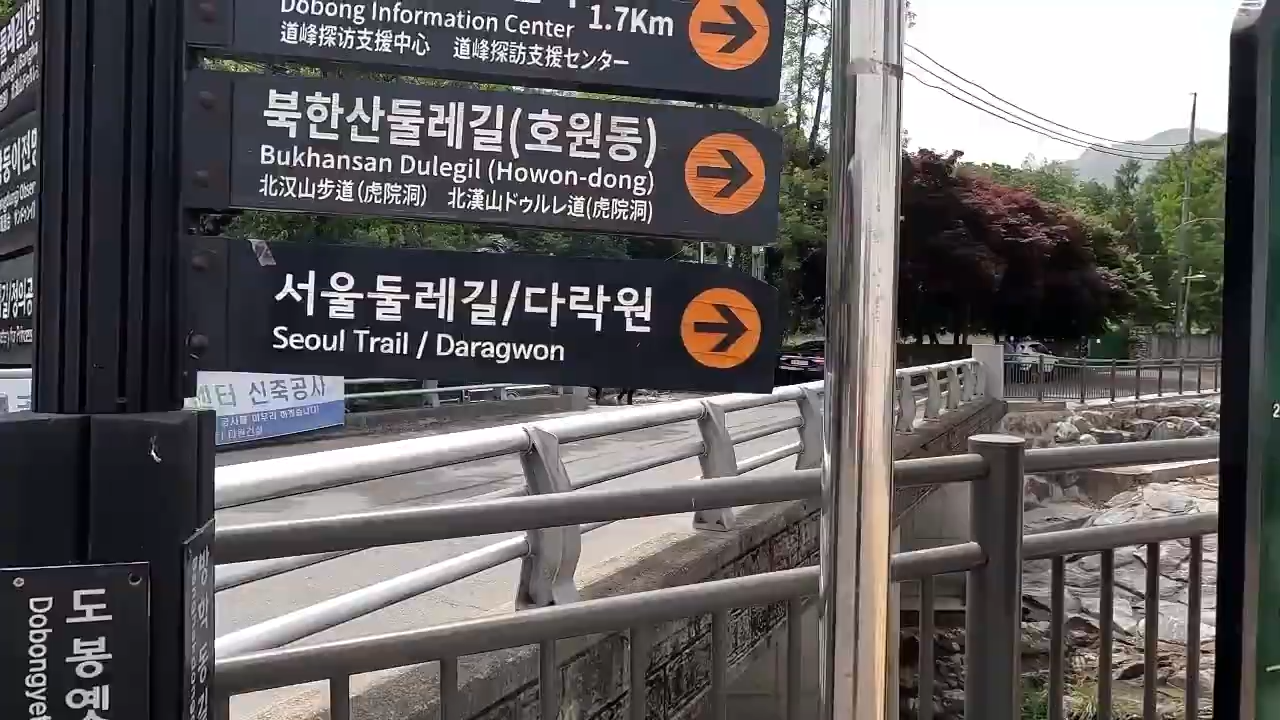 Dobong Information Center 1.7Km
道峰探访支援中心 道峰探訪支援センター
북한산둘레길(호원동)
Bukhansan Dulegil (Howon-dong)
北汉山步道(虎院洞) 北漢山ドゥルレ道(虎院洞)
서울둘레길/다락원
Seoul Trail / Daragwon
신축공사
도봉옛
Dobongyet